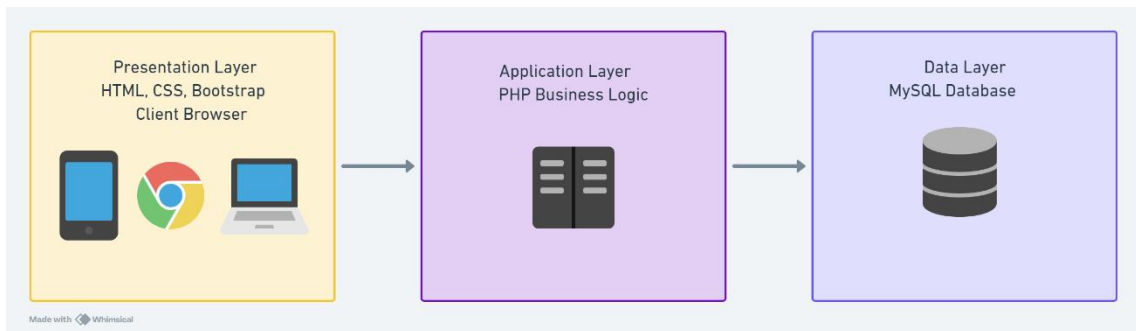 Presentation Layer
HTML, CSS, Bootstrap
Client Browser
Application Layer
PHP Business Logic
Data Layer
MySQL Database
Made with Whimsical